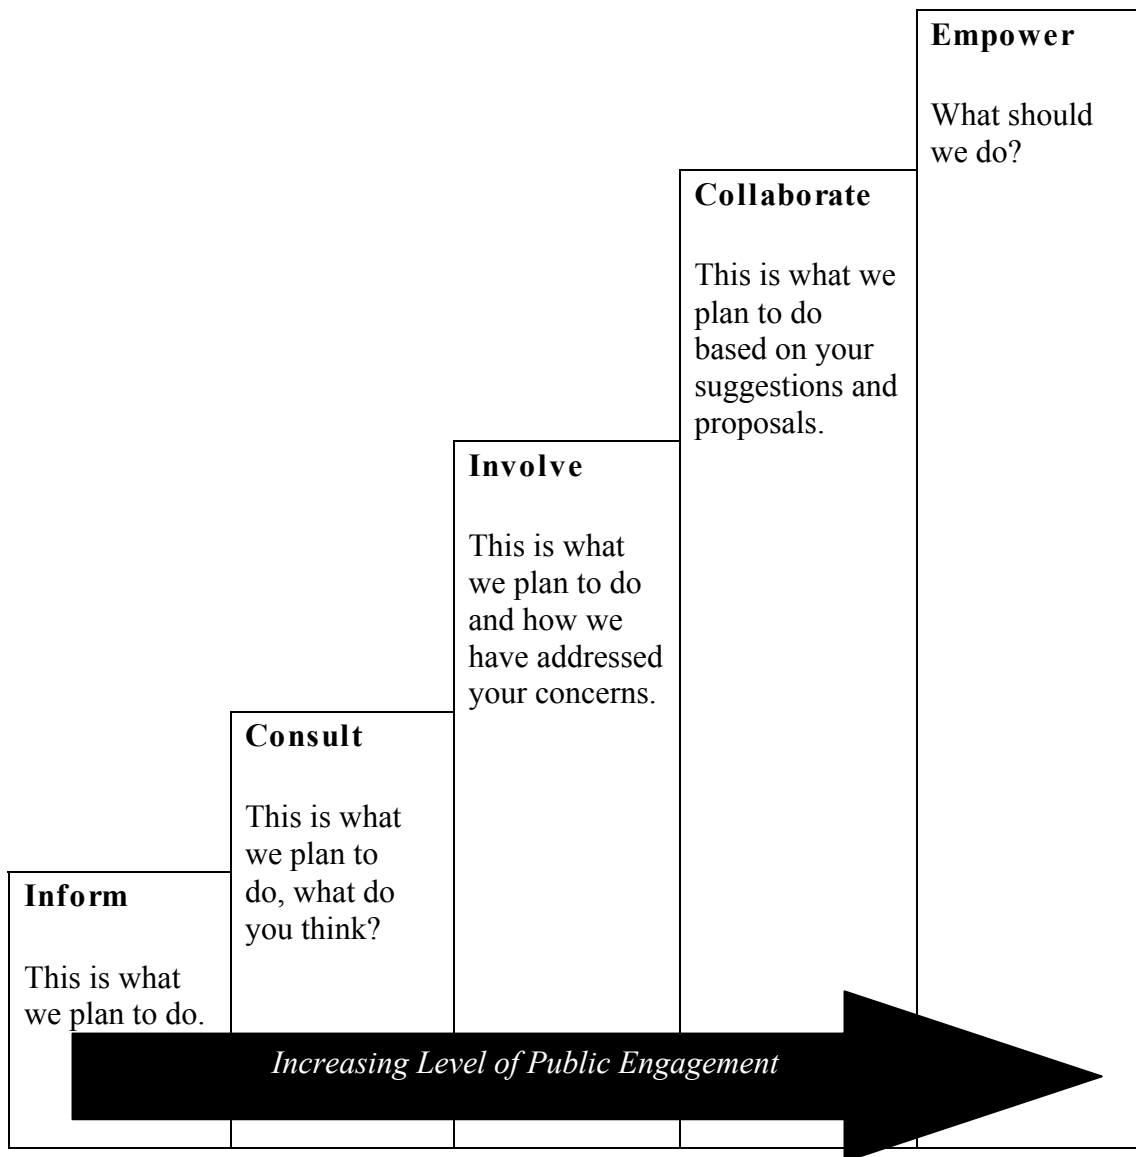 Empower
What should
we do?
Collaborate
This is what we
plan to do
based on your
suggestions and
proposals.
Involve
This is what
we plan to do
and how we
have addressed
your concerns.
Consult
This is what
we plan to
do, what do
you think?
Inform
This is what
we plan to do.
Increasing Level of Public Engagement